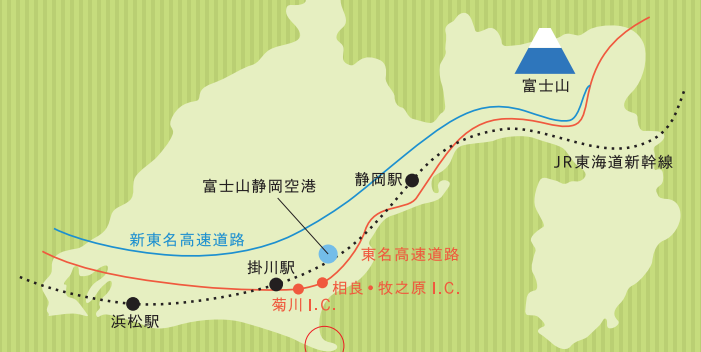 富士山
JR東海道新幹線
静岡駅
富士山静岡空港
新東名高速道路
東名高速道路
掛川駅
相良・牧之原 I.C.
菊川 I.C.
浜松駅